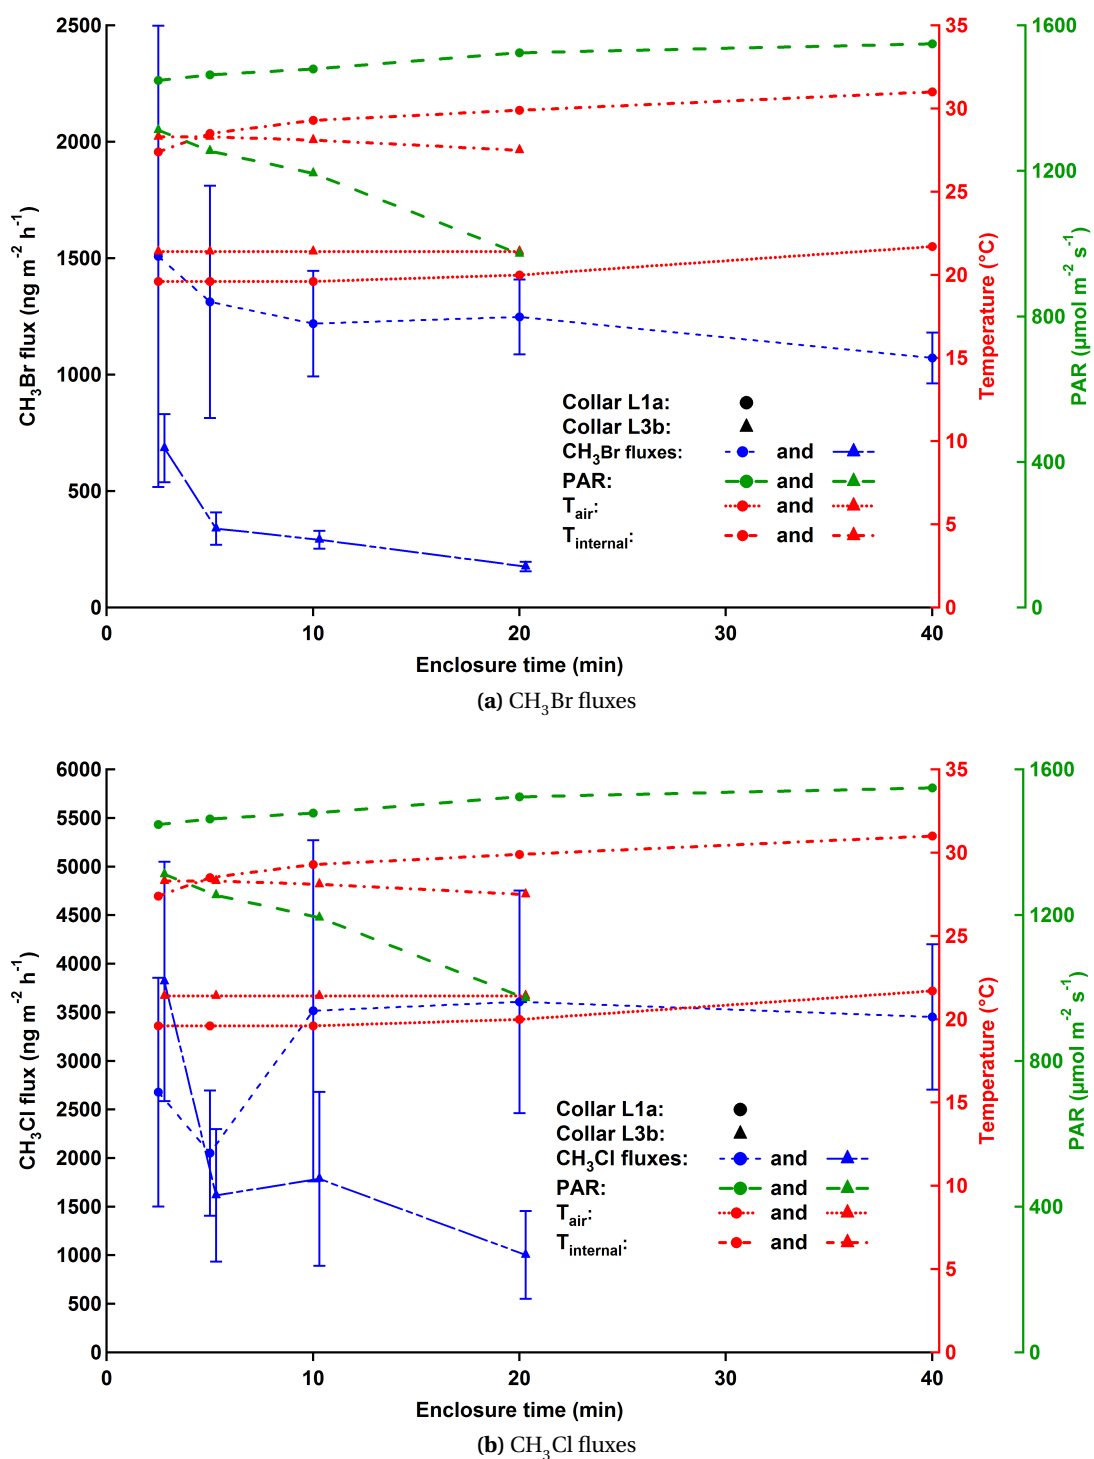 2500
2000
1500
1000
500
0
CH3Br flux (ng m-2 h-1)
0 10 20 30 40
Enclosure time (min)
35
30
25
20
15
10
5
0
Temperature (°C)
1600
1200
800
400
0
PAR (µmol m-2 s-1)
Collar L1a:
Collar L3b:
CH3Br fluxes: and
PAR: and
Tair: and
Tinternal: and
(a) CH3Br fluxes
6000
5500
5000
4500
4000
3500
3000
2500
2000
1500
1000
500
0
CH3Cl flux (ng m-2 h-1)
0 10 20 30 40
Enclosure time (min)
35
30
25
20
15
10
5
0
Temperature (°C)
1600
1200
800
400
0
PAR (µmol m-2 s-1)
Collar L1a:
Collar L3b:
CH3Cl fluxes: and
PAR: and
Tair: and
Tinternal: and
(b) CH3Cl fluxes